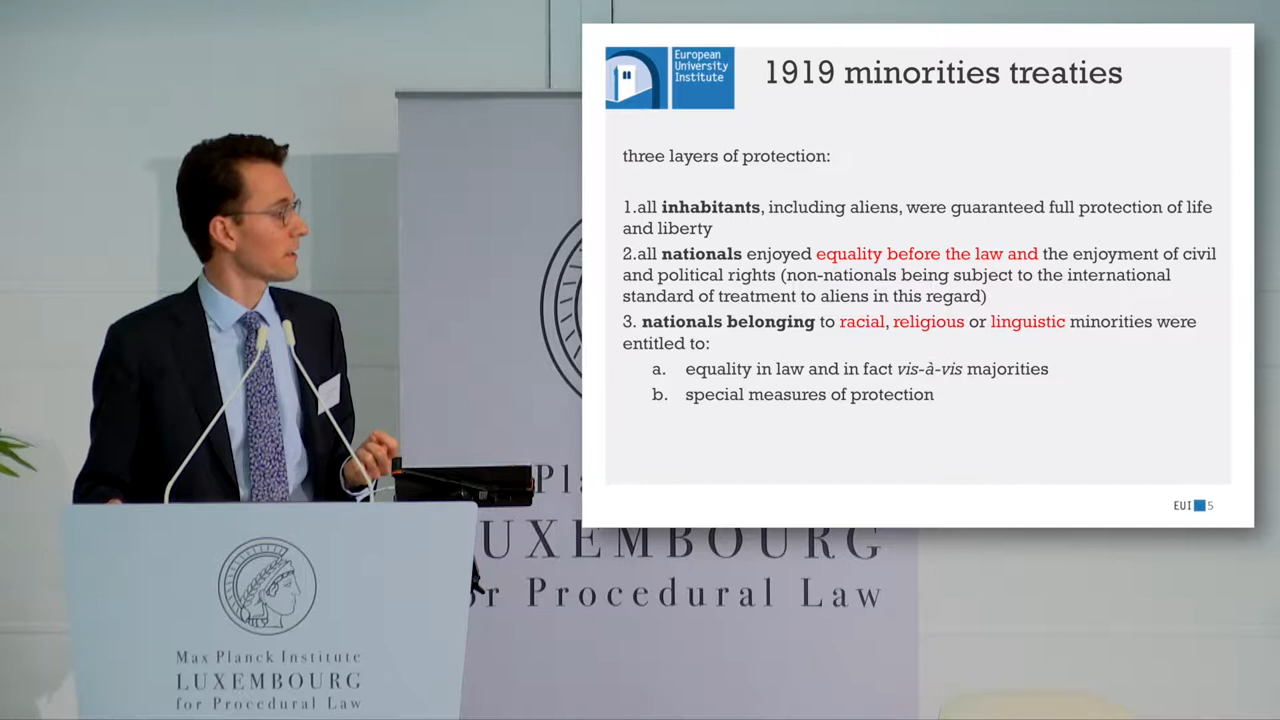 European
University
Institute
1919 minorities treaties
three layers of protection:
1.all inhabitants, including aliens, were guaranteed full protection of life
and liberty
2.all nationals enjoyed equality before the law and the enjoyment of civil
and political rights (non-nationals being subject to the international
standard of treatment to aliens in this regard)
3. nationals belonging to racial, religious or linguistic minorities were
entitled to:
a. equality in law and in fact vis-à-vis majorities
b. special measures of protection
EUI 5
Pl
UXEMBOURG
or Procedural Law
Max Planck Institute
LUXEMBOURG
for Procedural Law